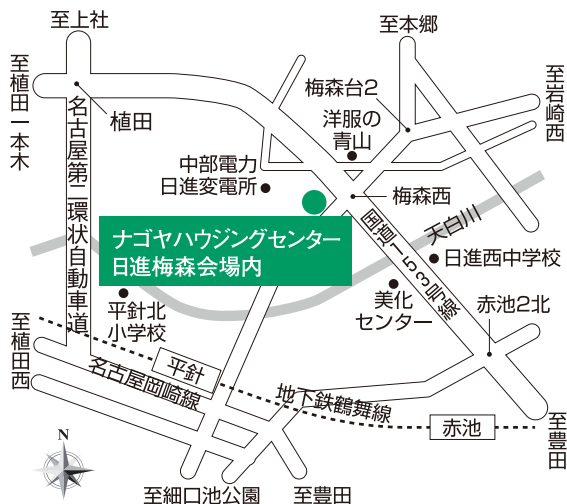 至上社
至本郷
至植田一本木
植田
梅森台2
至岩崎西
洋服の
青山
中部電力
日進変電所
梅森西
名古屋第二環状自動車道
国道153号線
天白川
ナゴヤハウジングセンター
日進梅森会場内
日進西中学校
平針北
小学校
美化
センター
赤池2北
至植田西
平針
名古屋岡崎線
地下鉄鶴舞線
赤池
至豊田
N
至細口池公園
至豊田